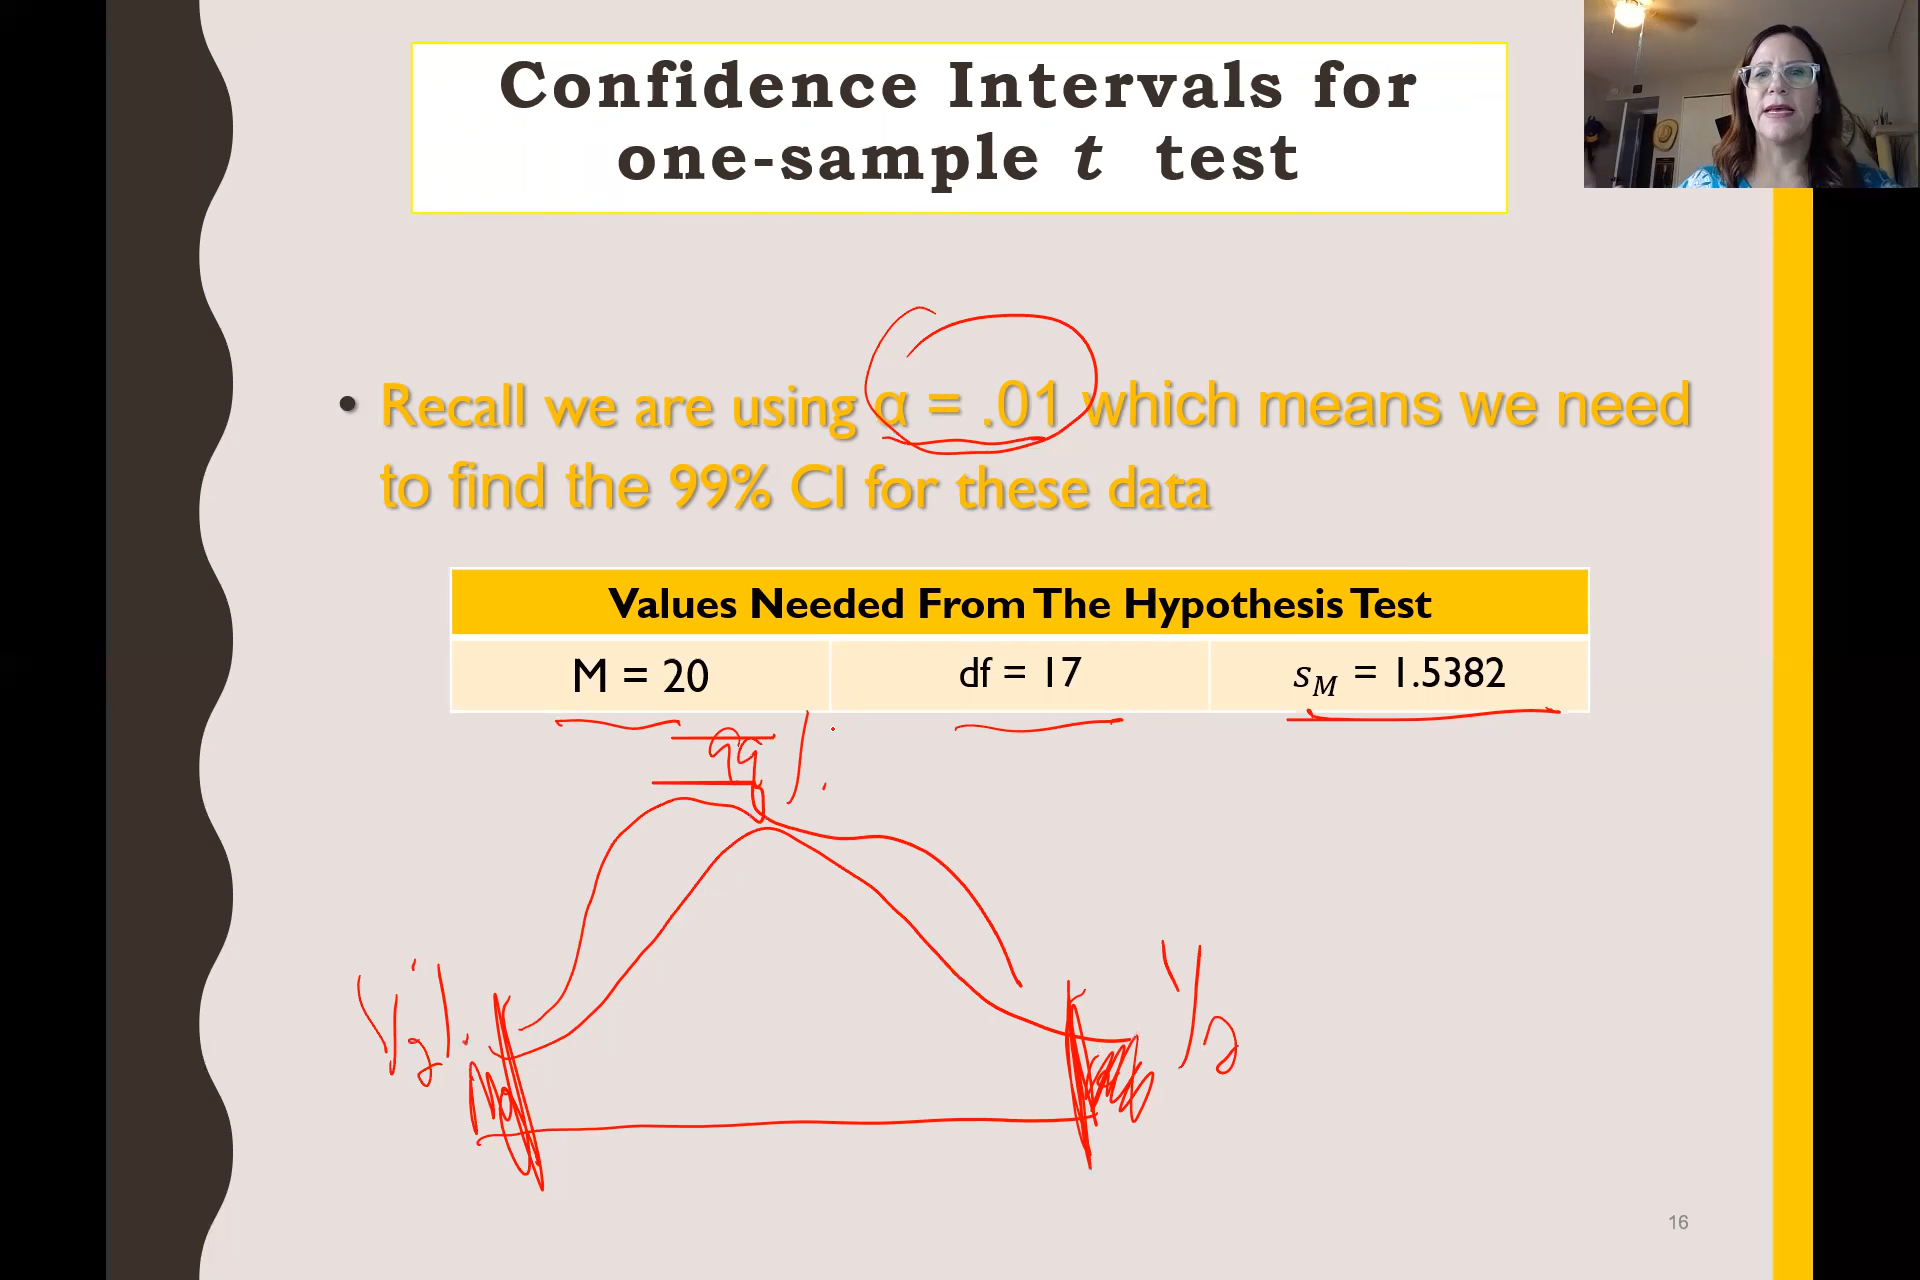 Confidence Intervals for
one-sample t test
• Recall we are using α = .01 which means we need
to find the 99% CI for these data
Values Needed From The Hypothesis Test
M = 20 df = 17 s_M = 1.5382
99%
1/2%
1/2
16